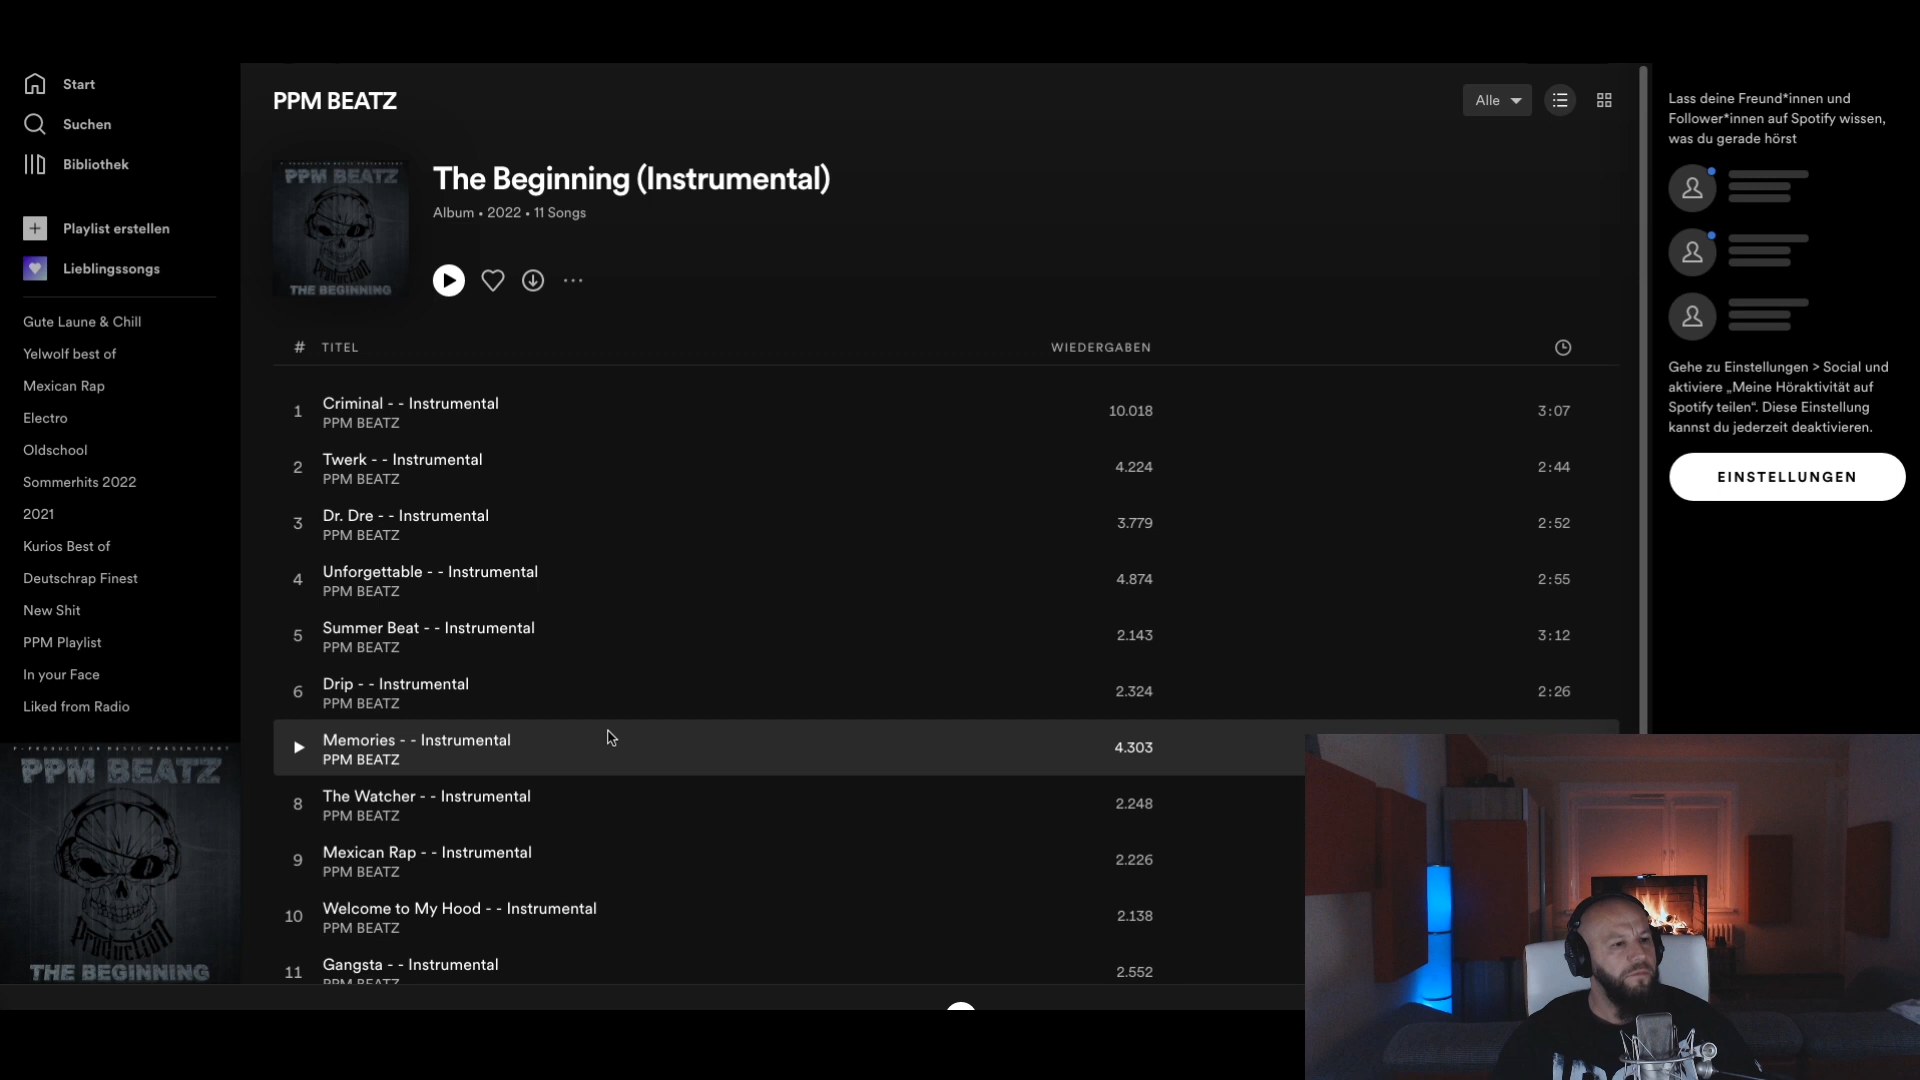 Start
Suchen
Bibliothek
Playlist erstellen
Lieblingssongs
Gute Laune & Chill
Yelwolf best of
Mexican Rap
Electro
Oldschool
Sommerhits 2022
2021
Kurios Best of
Deutschrap Finest
New Shit
PPM Playlist
In your Face
Liked from Radio
PPM BEATZ
Production
THE BEGINNING
PPM BEATZ
Alle
PPM BEATZ
Production
THE BEGINNING
The Beginning (Instrumental)
Album • 2022 • 11 Songs
# TITEL WIEDERGABEN
1 Criminal - - Instrumental 10.018 3:07
PPM BEATZ
2 Twerk - - Instrumental 4.224 2:44
PPM BEATZ
3 Dr. Dre - - Instrumental 3.779 2:52
PPM BEATZ
4 Unforgettable - - Instrumental 4.874 2:55
PPM BEATZ
5 Summer Beat - - Instrumental 2.143 3:12
PPM BEATZ
6 Drip - - Instrumental 2.324 2:26
PPM BEATZ
Memories - - Instrumental 4.303
PPM BEATZ
8 The Watcher - - Instrumental 2.248
PPM BEATZ
9 Mexican Rap - - Instrumental 2.226
PPM BEATZ
10 Welcome to My Hood - - Instrumental 2.138
PPM BEATZ
11 Gangsta - - Instrumental 2.552
PPM BEATZ
Lass deine Freund*innen und
Follower*innen auf Spotify wissen,
was du gerade hörst
Gehe zu Einstellungen > Social und
aktiviere „Meine Höraktivität auf
Spotify teilen“. Diese Einstellung
kannst du jederzeit deaktivieren.
EINSTELLUNGEN